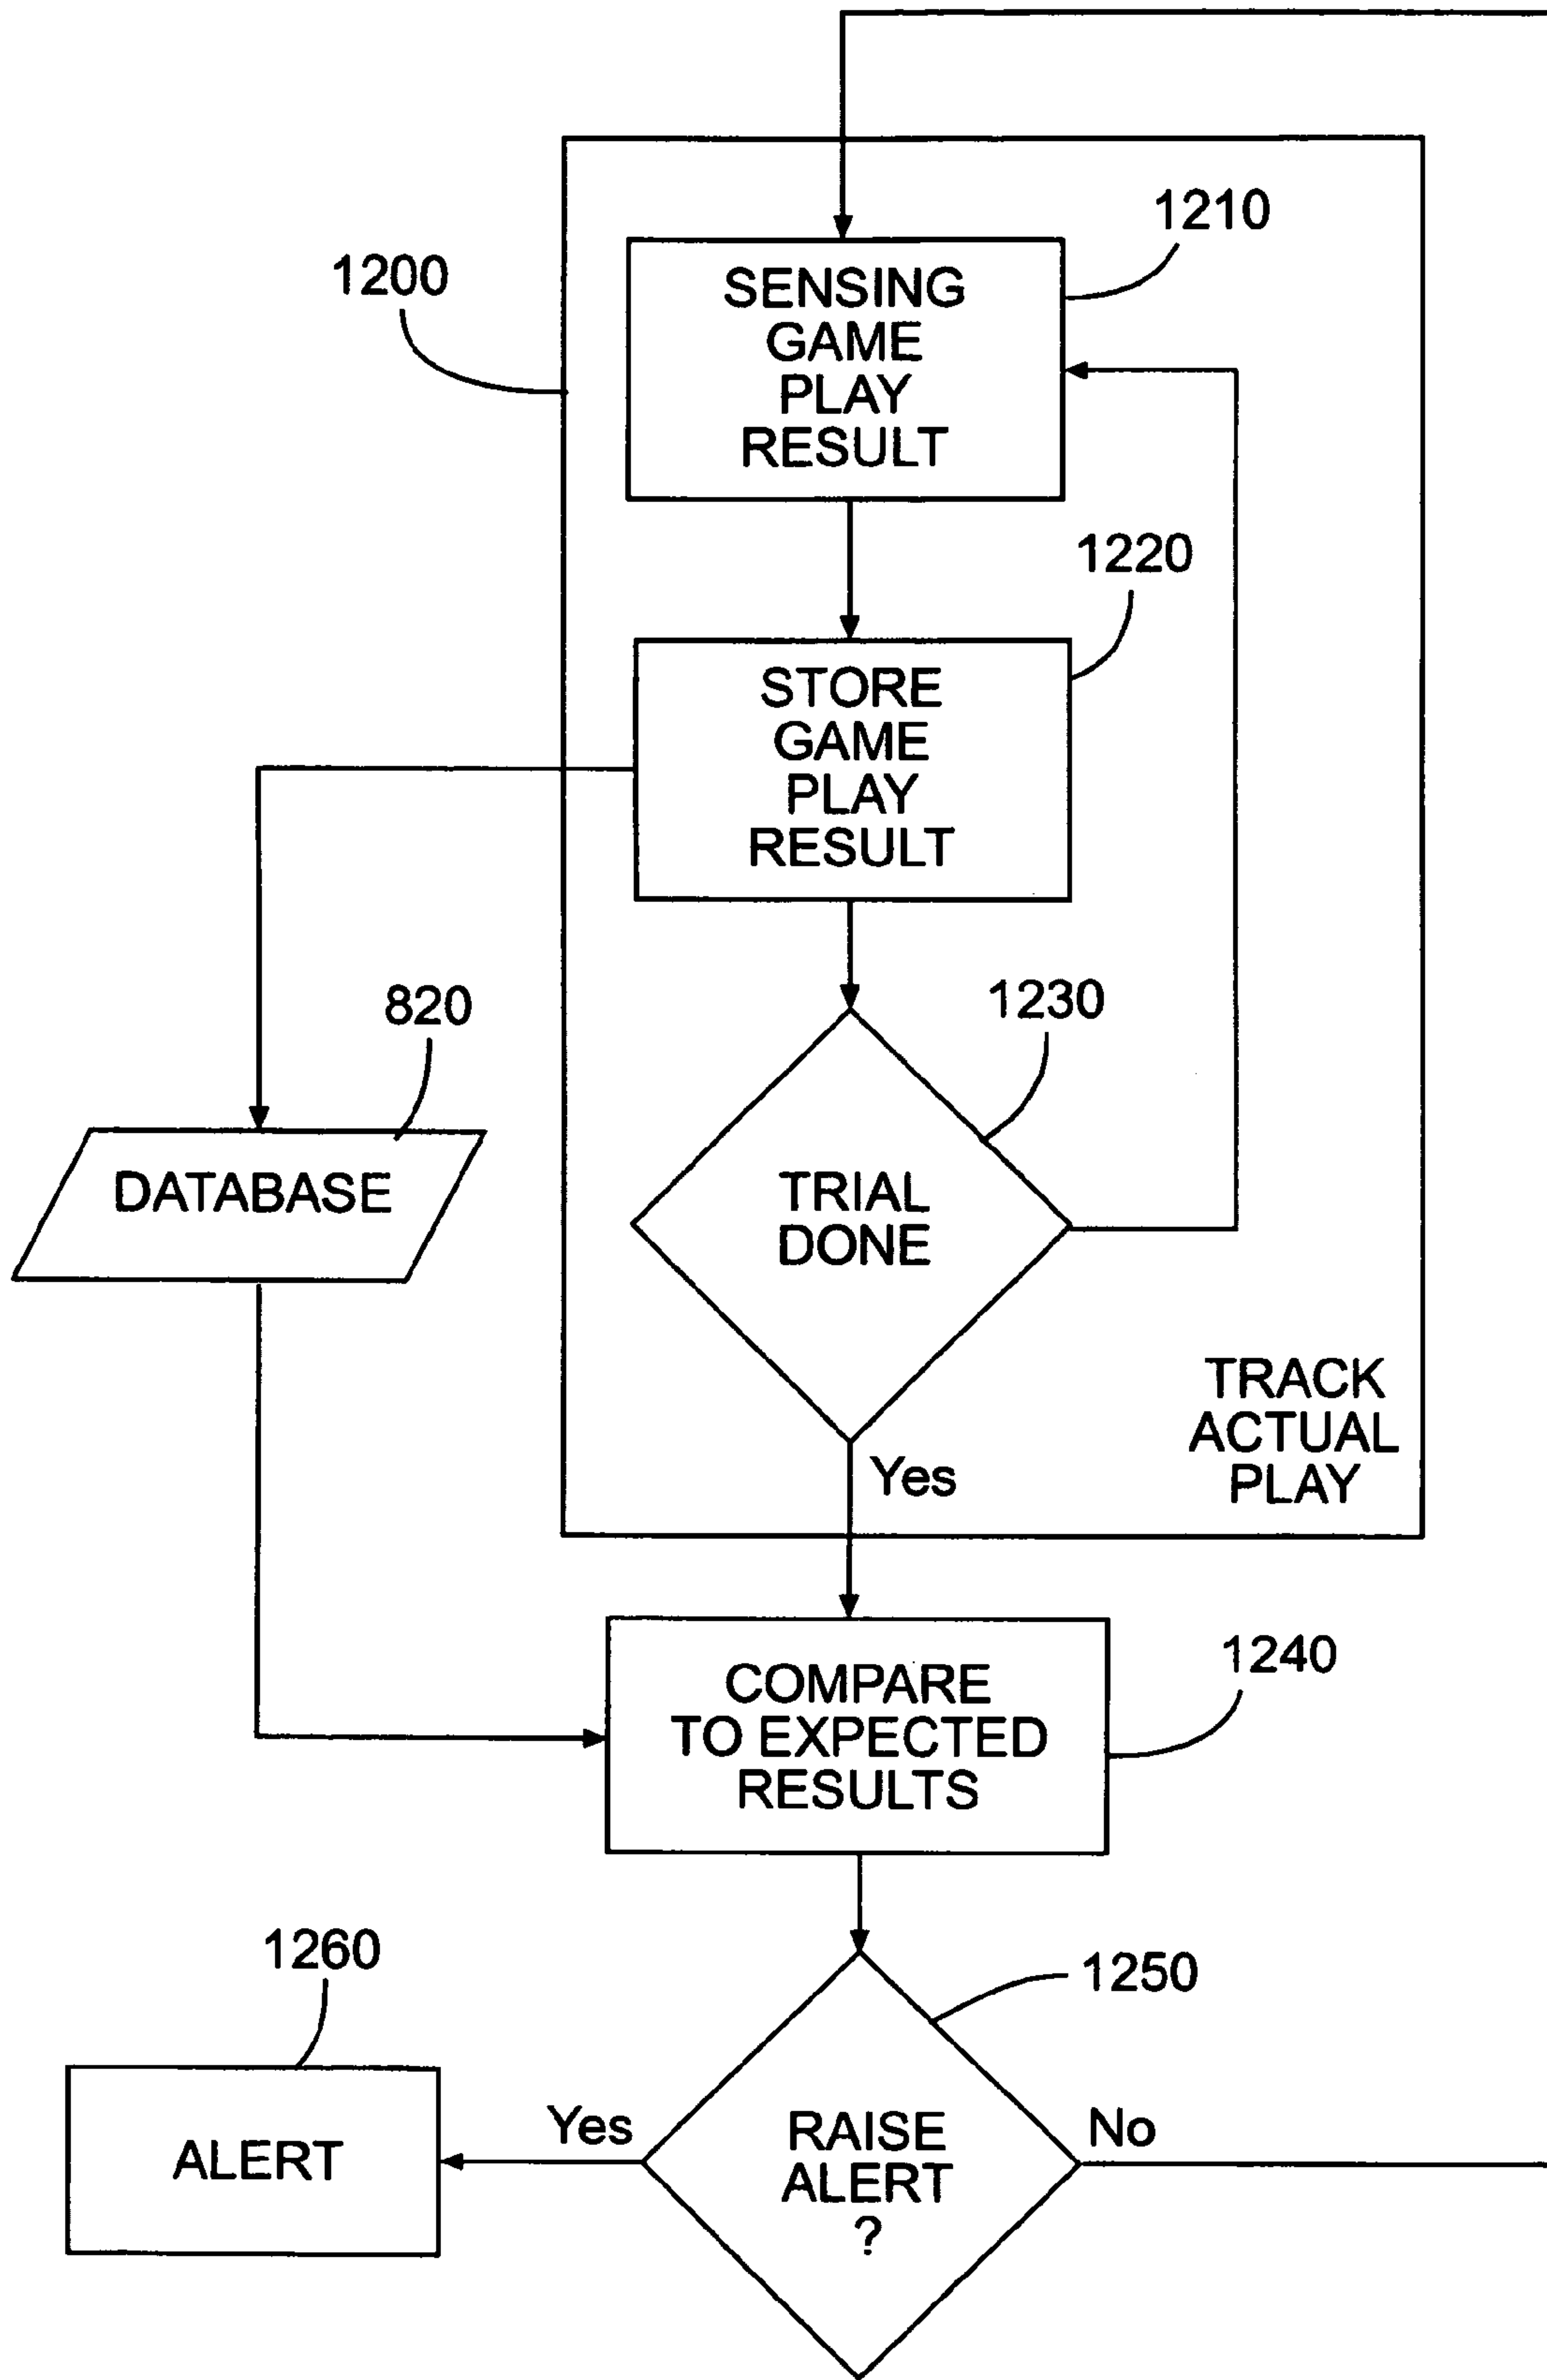 1210
1200
SENSING
GAME
PLAY
RESULT
1220
STORE
GAME
PLAY
RESULT
820
1230
DATABASE
TRIAL
DONE
TRACK
ACTUAL
PLAY
Yes
1240
COMPARE
TO EXPECTED
RESULTS
1260
1250
Yes
No
ALERT
RAISE
ALERT
?